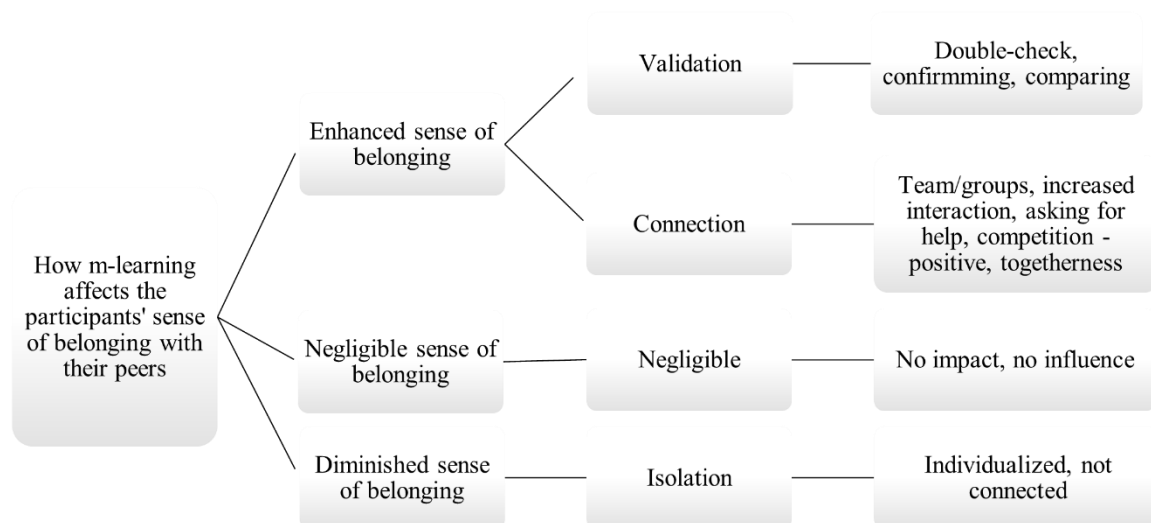 How m-learning
affects the
participants' sense
of belonging with
their peers
Enhanced sense of
belonging
Validation
Double-check,
confirmming, comparing
Connection
Team/groups, increased
interaction, asking for
help, competition -
positive, togetherness
Negligible sense of
belonging
Negligible
No impact, no influence
Diminished sense
of belonging
Isolation
Individualized, not
connected